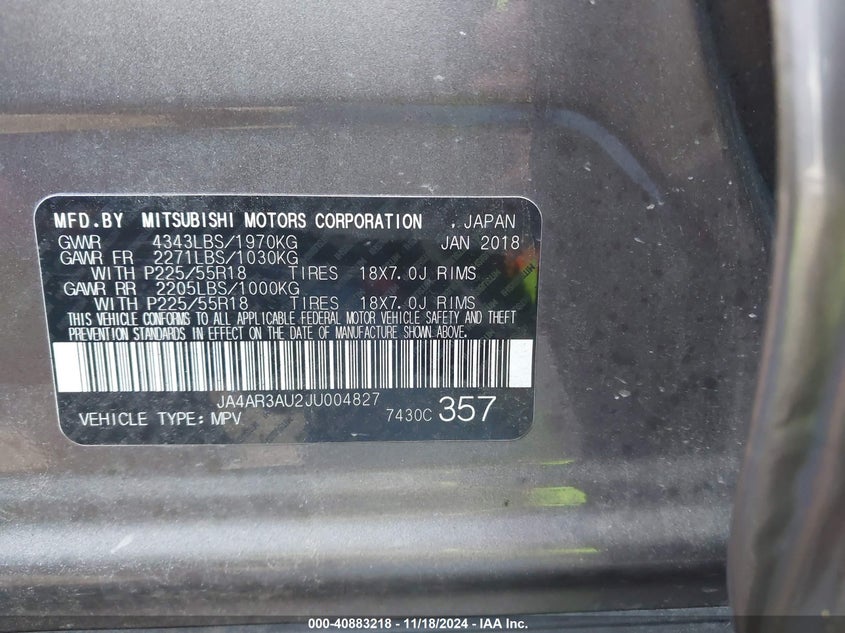 MFD.BY MITSUBISHI MOTORS CORPORATION , JAPAN
GVWR 4343LBS/1970KG JAN 2018
GAWR FR 2271LBS/1030KG
WITH P225/55R18 TIRES 18X7.0J RIMS
GAWR RR 2205LBS/1000KG
WITH P225/55R18 TIRES 18X7.0J RIMS
THIS VEHICLE CONFORMS TO ALL APPLICABLE FEDERAL MOTOR VEHICLE SAFETY AND THEFT
PREVENTION STANDARDS IN EFFECT ON THE DATE OF MANUFACTURE SHOWN ABOVE.
JA4AR3AU2JU004827
VEHICLE TYPE: MPV 7430C 357
000-40883218 - 11/18/2024 - IAA, Inc.